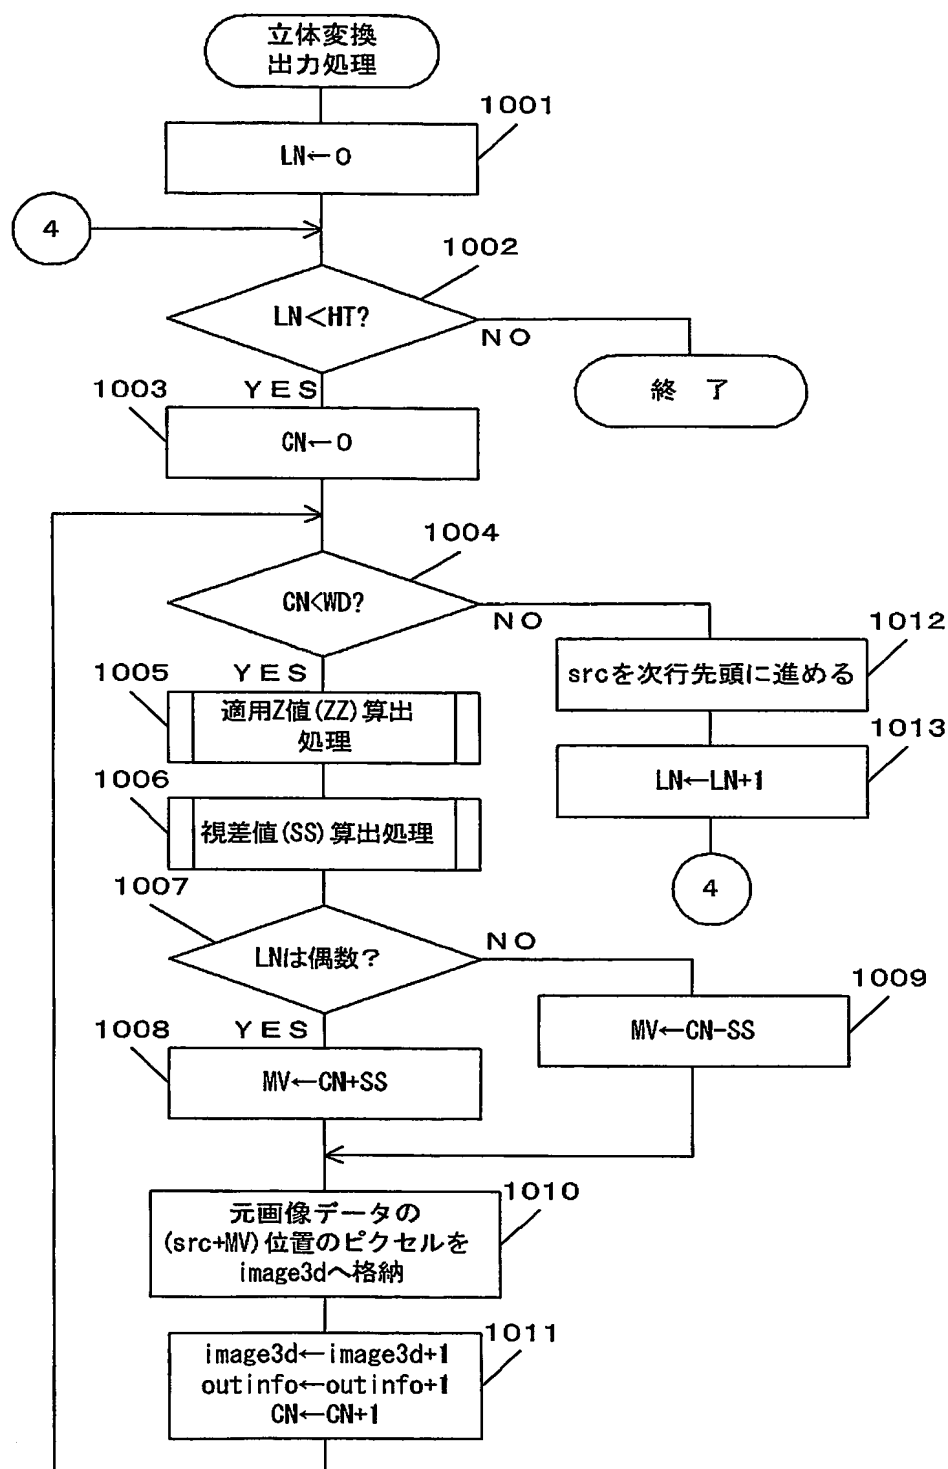 立体変換
出力処理
1001
LN←0
4
1002
LN<HT?
NO
終 了
YES
1003
CN←0
1004
CN<WD?
NO
1012
srcを次行先頭に進める
YES
1005
適用Z値(ZZ)算出
処理
1013
LN←LN+1
1006
視差値(SS)算出処理
4
1007
LNは偶数?
NO
1009
MV←CN-SS
YES
1008
MV←CN+SS
1010
元画像データの
(src+MV)位置のピクセルを
image3dへ格納
1011
image3d←image3d+1
outinfo←outinfo+1
CN←CN+1